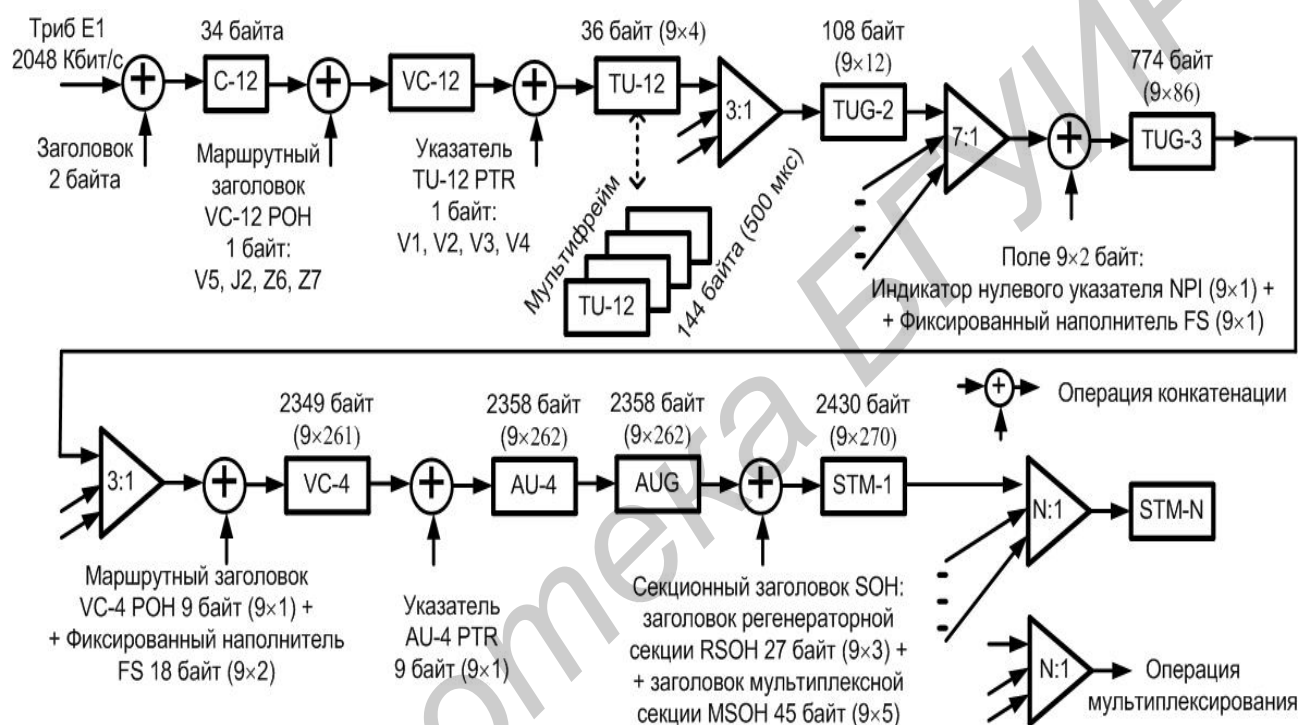 Триб Е1
2048 Кбит/с
Заголовок
2 байта
34 байта
C-12
Маршрутный
заголовок
VC-12 POH
1 байт:
V5, J2, Z6, Z7
VC-12
Указатель
TU-12 PTR
1 байт:
V1, V2, V3, V4
36 байт (9×4)
TU-12
Мультифрейм
TU-12
144 байта (500 мкс)
3:1
108 байт
(9×12)
TUG-2
7:1
774 байт
(9×86)
TUG-3
Поле 9×2 байт:
Индикатор нулевого указателя NPI (9×1) +
+ Фиксированный наполнитель FS (9×1)
3:1
Маршрутный заголовок
VC-4 POH 9 байт (9×1) +
+ Фиксированный наполнитель
FS 18 байт (9×2)
2349 байт
(9×261)
VC-4
Указатель
AU-4 PTR
9 байт (9×1)
2358 байт
(9×262)
AU-4
2358 байт
(9×262)
AUG
Секционный заголовок SOH:
заголовок регенераторной
секции RSOH 27 байт (9×3) +
+ заголовок мультиплексной
секции MSOH 45 байт (9×5)
2430 байт
(9×270)
STM-1
N:1
STM-N
Операция конкатенации
N:1
Операция
мультиплексирования
отека БГУИР